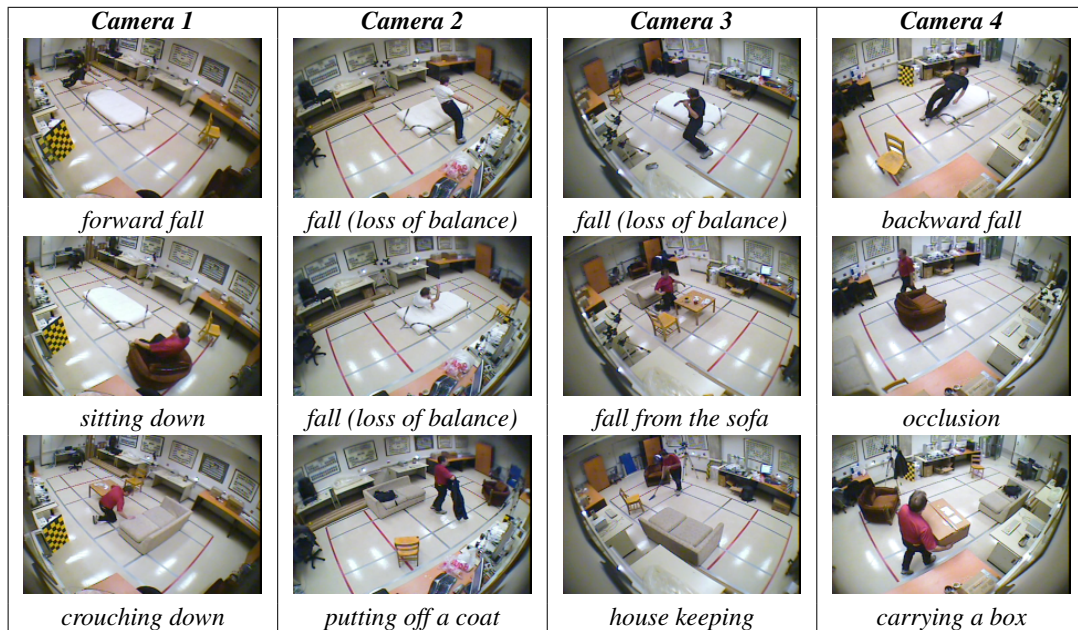 Camera 1 Camera 2 Camera 3 Camera 4
forward fall fall (loss of balance) fall (loss of balance) backward fall
sitting down fall (loss of balance) fall from the sofa occlusion
crouching down putting off a coat house keeping carrying a box